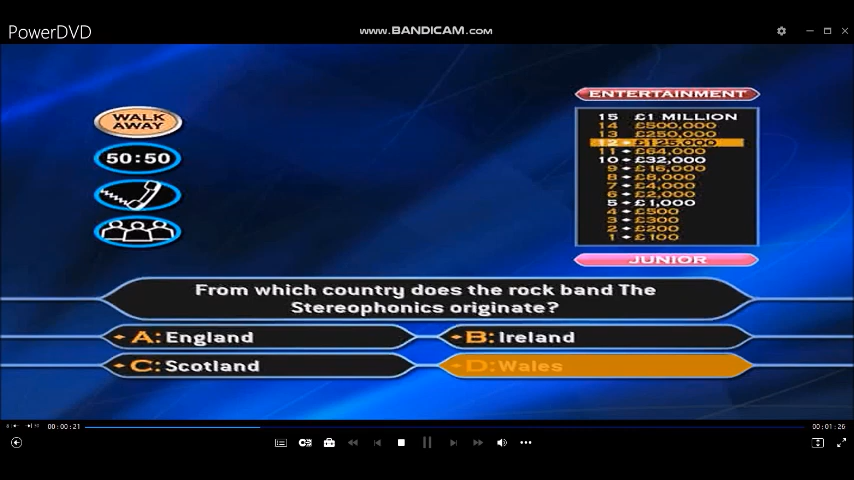 PowerDVD
www.BANDICAM.com
ENTERTAINMENT
WALK
AWAY
50:50
15 £1 MILLION
14 £500,000
13 £250,000
12 £125,000
11 £64,000
10 £32,000
9 £16,000
8 £8,000
7 £4,000
6 £2,000
5 £1,000
4 £500
3 £300
2 £200
1 £100
JUNIOR
From which country does the rock band The
Stereophonics originate?
A: England
B: Ireland
C: Scotland
D: Wales
00:00:21
00:01:26